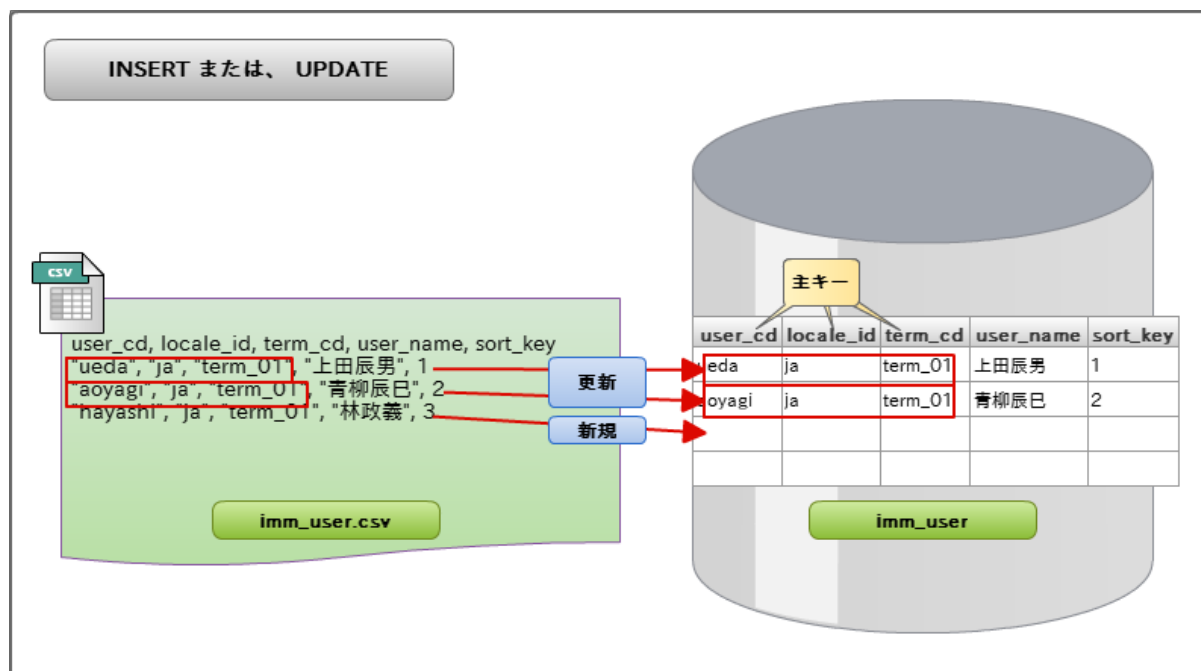 INSERT または、 UPDATE
csv
user_cd, locale_id, term_cd, user_name, sort_key
"ueda", "ja", "term_01", "上田辰男", 1
"aoyagi", "ja", "term_01", "青柳辰巳", 2
"hayashi", "ja", "term_01", "林政義", 3
imm_user.csv
更新
新規
主キー
user_cd locale_id term_cd user_name sort_key
ueda ja term_01 上田辰男 1
aoyagi ja term_01 青柳辰巳 2
imm_user